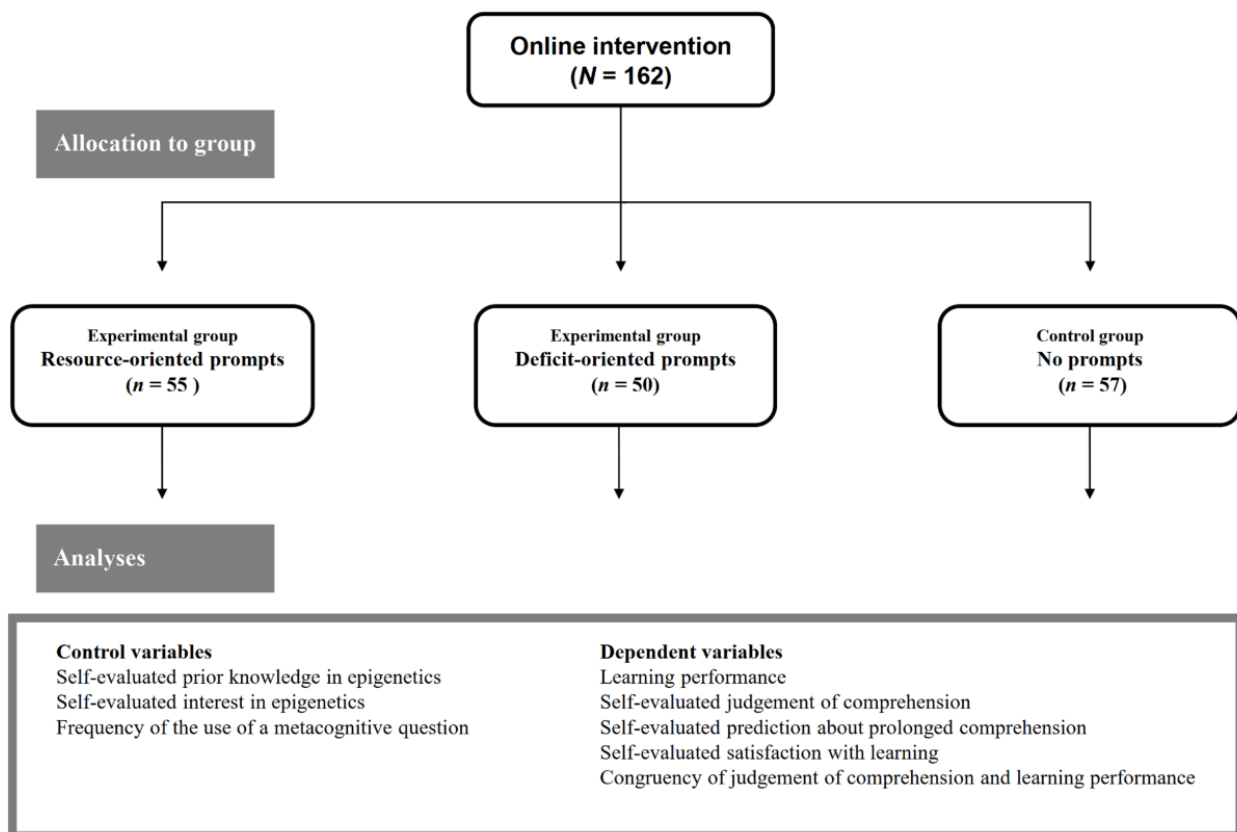 Online intervention
(N = 162)
Allocation to group
Experimental group
Resource-oriented prompts
(n = 55 )
Experimental group
Deficit-oriented prompts
(n = 50)
Control group
No prompts
(n = 57)
Analyses
Control variables
Self-evaluated prior knowledge in epigenetics
Self-evaluated interest in epigenetics
Frequency of the use of a metacognitive question
Dependent variables
Learning performance
Self-evaluated judgement of comprehension
Self-evaluated prediction about prolonged comprehension
Self-evaluated satisfaction with learning
Congruency of judgement of comprehension and learning performance